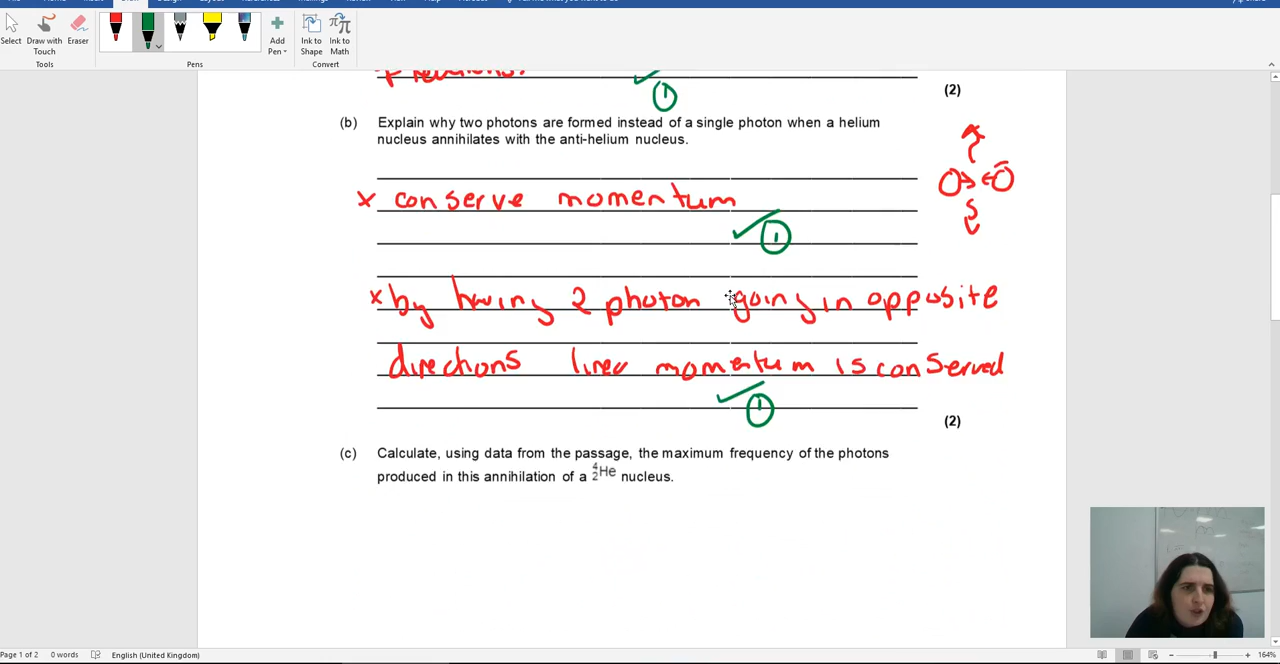 Select
Draw with
Touch
Eraser
Add
Pen
Ink to
Shape
Ink to
Math
Tools
Pens
Convert
fractions.
1
(2)
(b) Explain why two photons are formed instead of a single photon when a helium
nucleus annihilates with the anti-helium nucleus.
x conserve momentum
1
x by having 2 photon going in opposite
directions linear momentum is conserved
1
(2)
(c) Calculate, using data from the passage, the maximum frequency of the photons
produced in this annihilation of a ⁴₂He nucleus.
Page 1 of 2 0 words English (United Kingdom) 164%